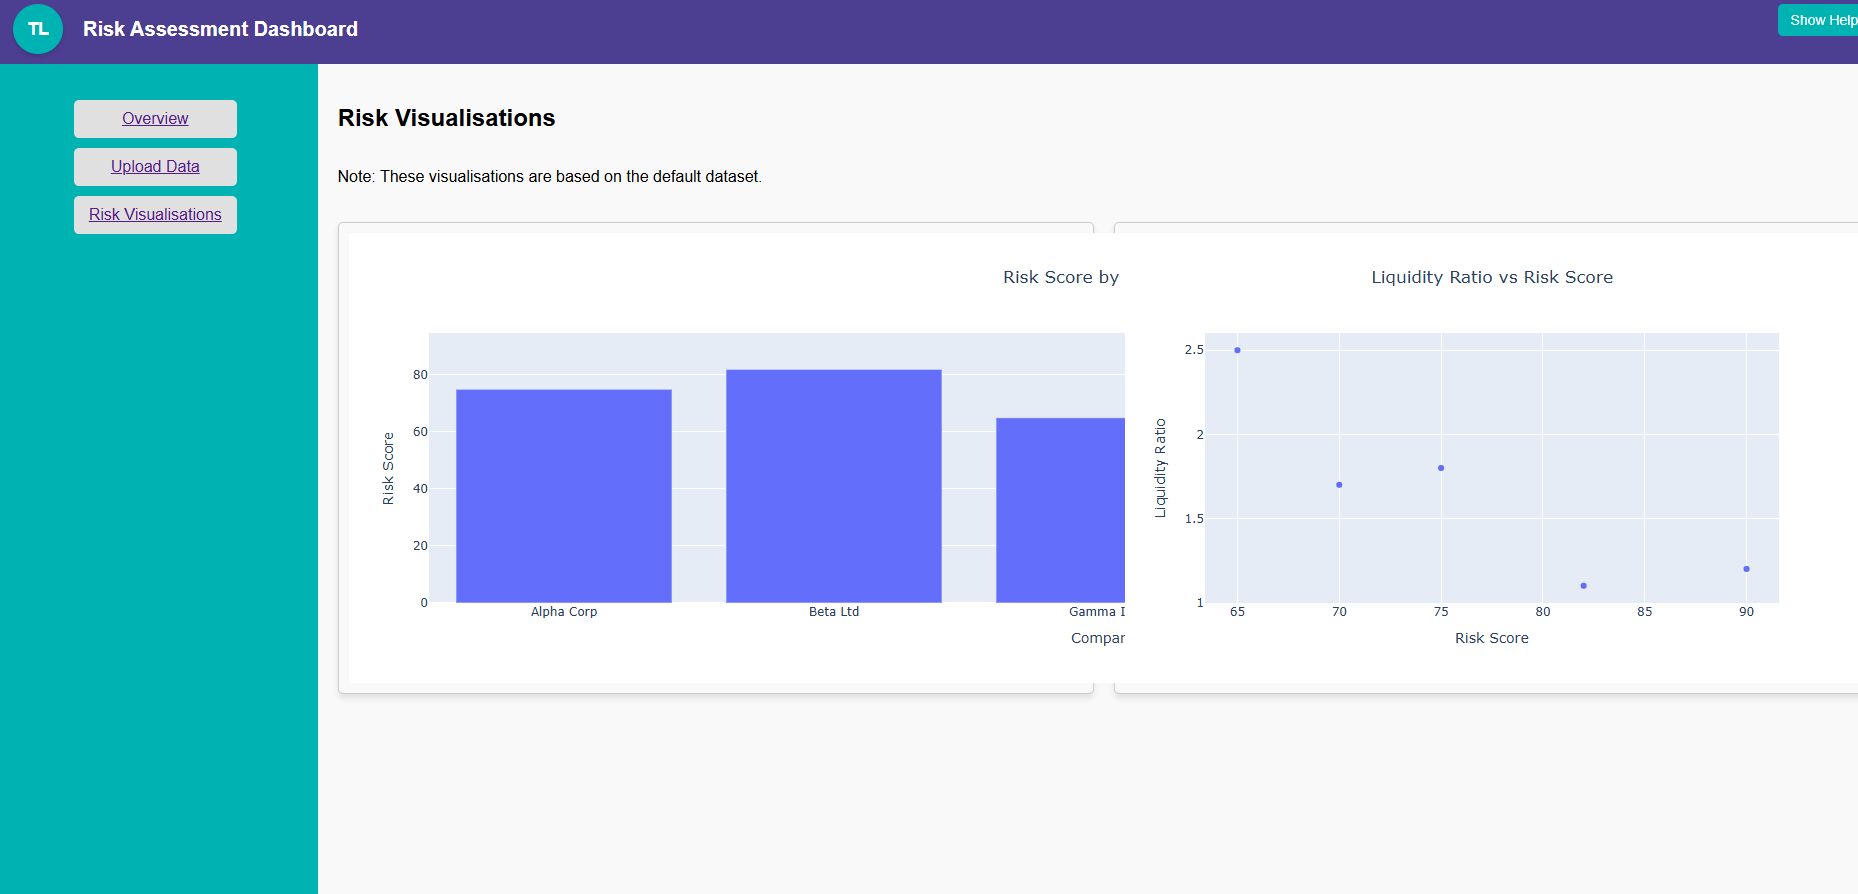 TL
Risk Assessment Dashboard
Show Help
Overview
Upload Data
Risk Visualisations
Risk Visualisations
Note: These visualisations are based on the default dataset.
Risk Score by
Risk Score
80
60
40
20
0
Alpha Corp
Beta Ltd
Gamma I
Compar
Liquidity Ratio vs Risk Score
Liquidity Ratio
2.5
2
1.5
1
65
70
75
80
85
90
Risk Score